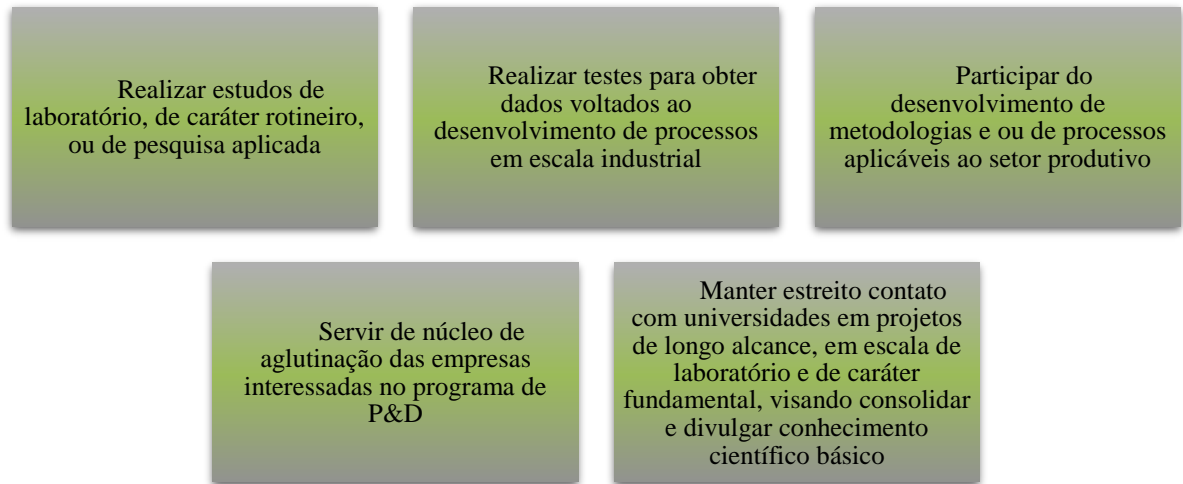 Realizar estudos de
laboratório, de caráter rotineiro,
ou de pesquisa aplicada
Realizar testes para obter
dados voltados ao
desenvolvimento de processos
em escala industrial
Participar do
desenvolvimento de
metodologias e ou de processos
aplicáveis ao setor produtivo
Servir de núcleo de
aglutinação das empresas
interessadas no programa de
P&D
Manter estreito contato
com universidades em projetos
de longo alcance, em escala de
laboratório e de caráter
fundamental, visando consolidar
e divulgar conhecimento
científico básico